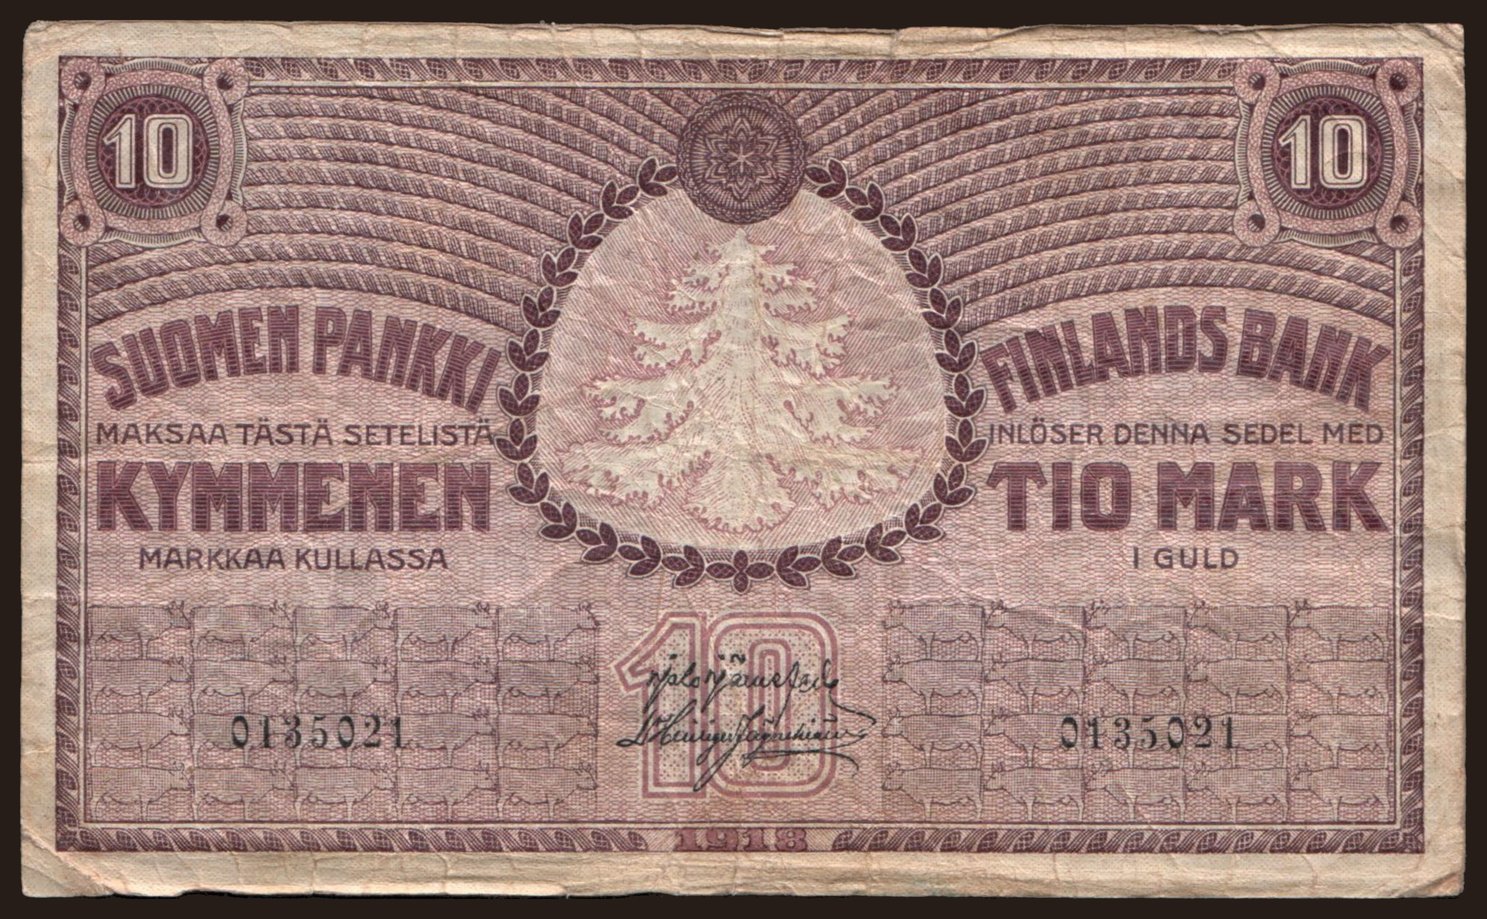 10 10
SUOMEN PANKKI
MAKSAA TÄSTÄ SETELISTÄ
KYMMENEN
MARKKAA KULLASSA
FINLANDS BANK
INLÖSER DENNA SEDEL MED
TIO MARK
I GULD
10
0135021 0135021
1918